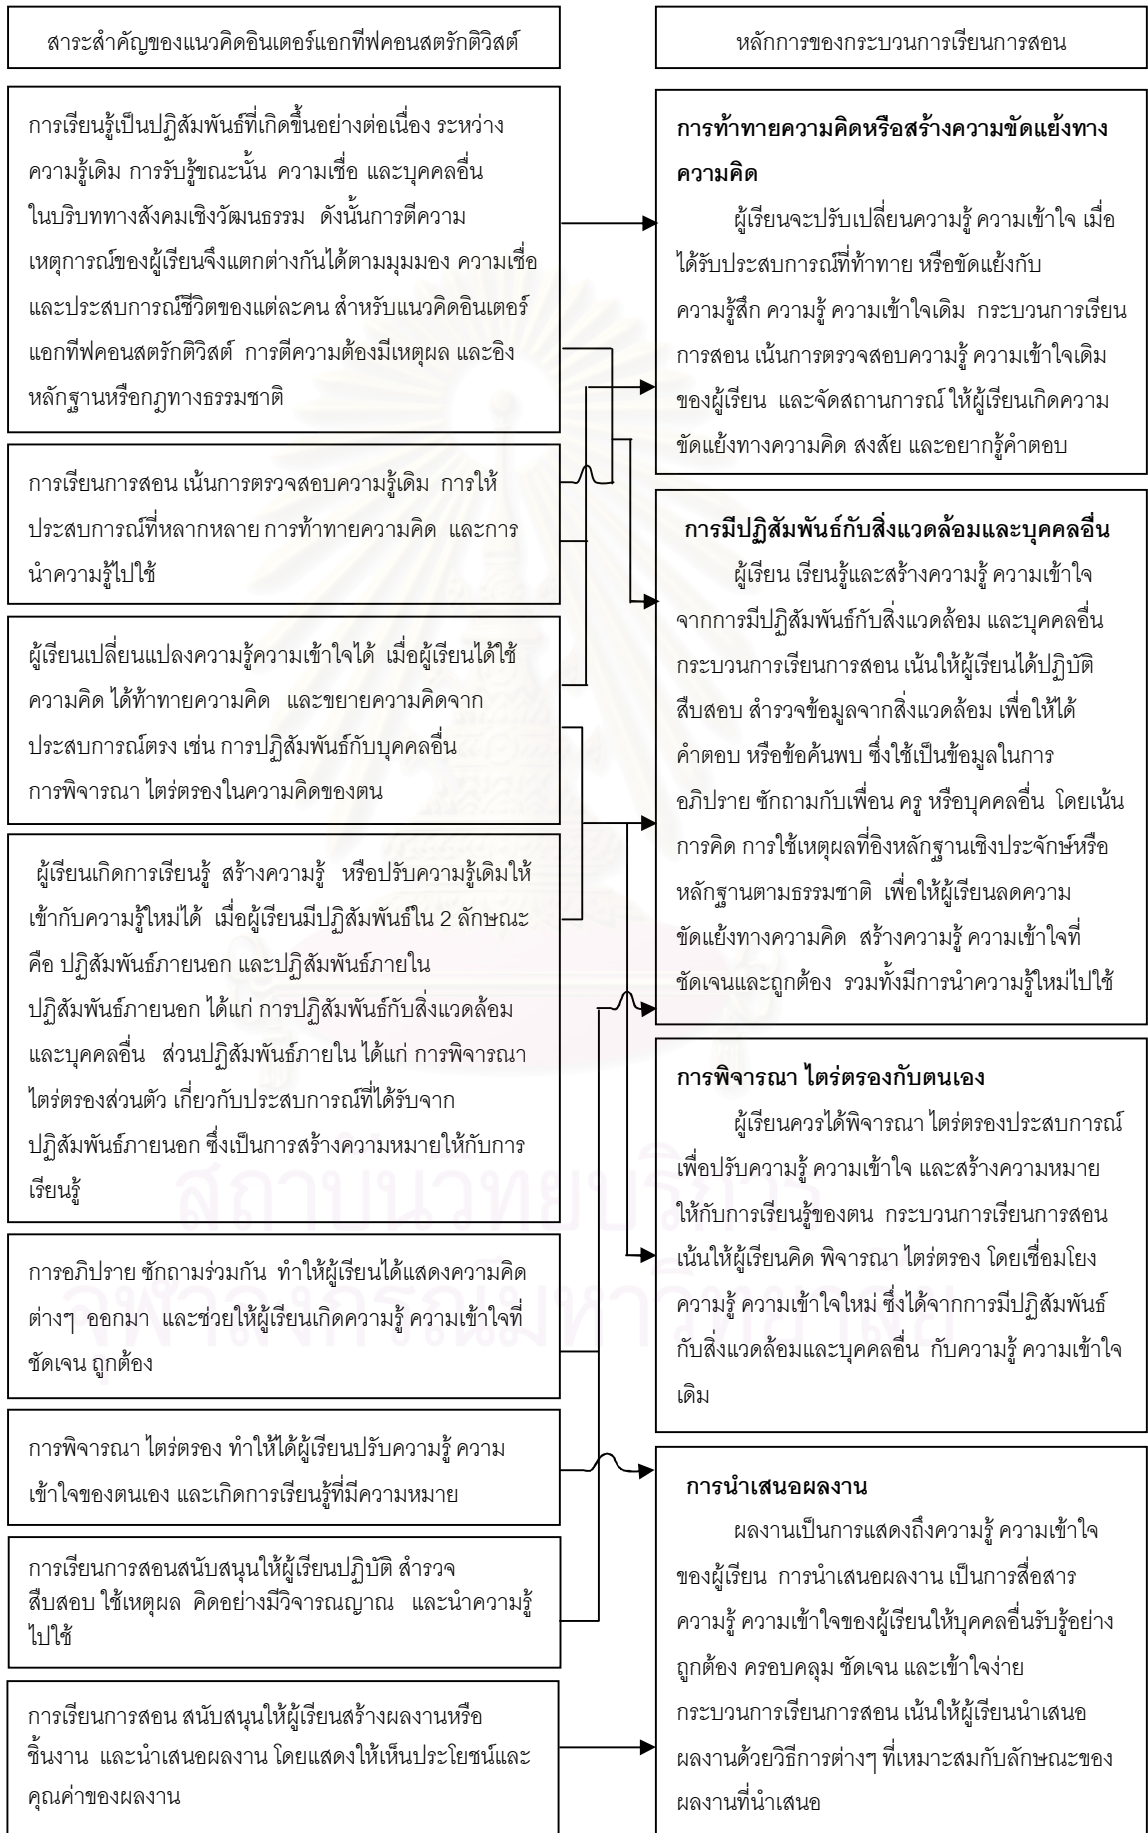 สาระสำคัญของแนวคิดอินเตอร์แอกทีฟคอนสตรักติวิสต์
การเรียนรู้เป็นปฏิสัมพันธ์ที่เกิดขึ้นอย่างต่อเนื่อง ระหว่าง
ความรู้เดิม การรับรู้ขณะนั้น ความเชื่อ และบุคคลอื่น
ในบริบททางสังคมเชิงวัฒนธรรม ดังนั้นการตีความ
เหตุการณ์ของผู้เรียนจึงแตกต่างกันได้ตามมุมมอง ความเชื่อ
และประสบการณ์ชีวิตของแต่ละคน สำหรับแนวคิดอินเตอร์
แอกทีฟคอนสตรักติวิสต์ การตีความต้องมีเหตุผล และอิง
หลักฐานหรือกฎทางธรรมชาติ
การเรียนการสอน เน้นการตรวจสอบความรู้เดิม การให้
ประสบการณ์ที่หลากหลาย การท้าทายความคิด และการ
นำความรู้ไปใช้
ผู้เรียนเปลี่ยนแปลงความรู้ความเข้าใจได้ เมื่อผู้เรียนได้ใช้
ความคิด ได้ท้าทายความคิด และขยายความคิดจาก
ประสบการณ์ตรง เช่น การปฏิสัมพันธ์กับบุคคลอื่น
การพิจารณา ไตร่ตรองในความคิดของตน
ผู้เรียนเกิดการเรียนรู้ สร้างความรู้ หรือปรับความรู้เดิมให้
เข้ากับความรู้ใหม่ได้ เมื่อผู้เรียนมีปฏิสัมพันธ์ใน 2 ลักษณะ
คือ ปฏิสัมพันธ์ภายนอก และปฏิสัมพันธ์ภายใน
ปฏิสัมพันธ์ภายนอก ได้แก่ การปฏิสัมพันธ์กับสิ่งแวดล้อม
และบุคคลอื่น ส่วนปฏิสัมพันธ์ภายใน ได้แก่ การพิจารณา
ไตร่ตรองส่วนตัว เกี่ยวกับประสบการณ์ที่ได้รับจาก
ปฏิสัมพันธ์ภายนอก ซึ่งเป็นการสร้างความหมายให้กับการ
เรียนรู้
การอภิปราย ซักถามร่วมกัน ทำให้ผู้เรียนได้แสดงความคิด
ต่างๆ ออกมา และช่วยให้ผู้เรียนเกิดความรู้ ความเข้าใจที่
ชัดเจน ถูกต้อง
การพิจารณา ไตร่ตรอง ทำให้ได้ผู้เรียนปรับความรู้ ความ
เข้าใจของตนเอง และเกิดการเรียนรู้ที่มีความหมาย
การเรียนการสอนสนับสนุนให้ผู้เรียนปฏิบัติ สำรวจ
สืบสอบ ใช้เหตุผล คิดอย่างมีวิจารณญาณ และนำความรู้
ไปใช้
การเรียนการสอน สนับสนุนให้ผู้เรียนสร้างผลงานหรือ
ชิ้นงาน และนำเสนอผลงาน โดยแสดงให้เห็นประโยชน์และ
คุณค่าของผลงาน
หลักการของกระบวนการเรียนการสอน
การท้าทายความคิดหรือสร้างความขัดแย้งทาง
ความคิด
ผู้เรียนจะปรับเปลี่ยนความรู้ ความเข้าใจ เมื่อ
ได้รับประสบการณ์ที่ท้าทาย หรือขัดแย้งกับ
ความรู้สึก ความรู้ ความเข้าใจเดิม กระบวนการเรียน
การสอน เน้นการตรวจสอบความรู้ ความเข้าใจเดิม
ของผู้เรียน และจัดสถานการณ์ ให้ผู้เรียนเกิดความ
ขัดแย้งทางความคิด สงสัย และอยากรู้คำตอบ
การมีปฏิสัมพันธ์กับสิ่งแวดล้อมและบุคคลอื่น
ผู้เรียน เรียนรู้และสร้างความรู้ ความเข้าใจ
จากการมีปฏิสัมพันธ์กับสิ่งแวดล้อม และบุคคลอื่น
กระบวนการเรียนการสอน เน้นให้ผู้เรียนได้ปฏิบัติ
สืบสอบ สำรวจข้อมูลจากสิ่งแวดล้อม เพื่อให้ได้
คำตอบ หรือข้อค้นพบ ซึ่งใช้เป็นข้อมูลในการ
อภิปราย ซักถามกับเพื่อน ครู หรือบุคคลอื่น โดยเน้น
การคิด การใช้เหตุผลที่อิงหลักฐานเชิงประจักษ์หรือ
หลักฐานตามธรรมชาติ เพื่อให้ผู้เรียนลดความ
ขัดแย้งทางความคิด สร้างความรู้ ความเข้าใจที่
ชัดเจนและถูกต้อง รวมทั้งมีการนำความรู้ใหม่ไปใช้
การพิจารณา ไตร่ตรองกับตนเอง
ผู้เรียนควรได้พิจารณา ไตร่ตรองประสบการณ์
เพื่อปรับความรู้ ความเข้าใจ และสร้างความหมาย
ให้กับการเรียนรู้ของตน กระบวนการเรียนการสอน
เน้นให้ผู้เรียนคิด พิจารณา ไตร่ตรอง โดยเชื่อมโยง
ความรู้ ความเข้าใจใหม่ ซึ่งได้จากการมีปฏิสัมพันธ์
กับสิ่งแวดล้อมและบุคคลอื่น กับความรู้ ความเข้าใจ
เดิม
การนำเสนอผลงาน
ผลงานเป็นการแสดงถึงความรู้ ความเข้าใจ
ของผู้เรียน การนำเสนอผลงาน เป็นการสื่อสาร
ความรู้ ความเข้าใจของผู้เรียนให้บุคคลอื่นรับรู้อย่าง
ถูกต้อง ครอบคลุม ชัดเจน และเข้าใจง่าย
กระบวนการเรียนการสอน เน้นให้ผู้เรียนนำเสนอ
ผลงานด้วยวิธีการต่างๆ ที่เหมาะสมกับลักษณะของ
ผลงานที่นำเสนอ
สถาบันวิทยบริการ
จุฬาลงกรณ์มหาวิทยาลัย